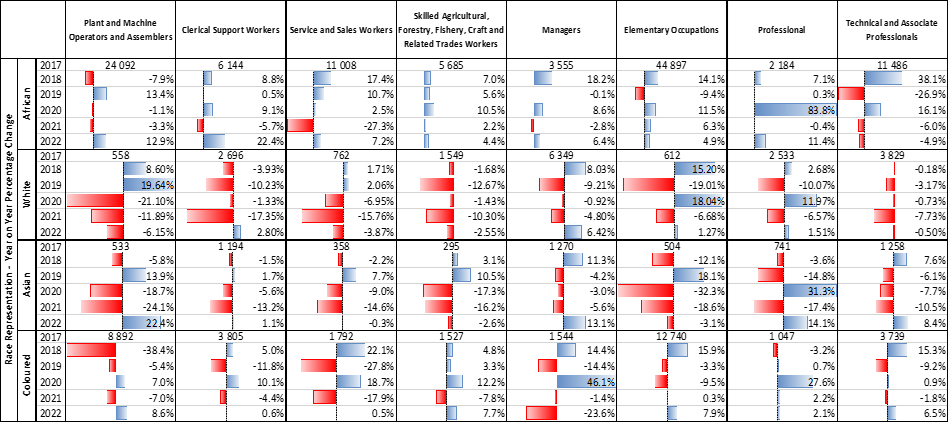 Plant and Machine Operators and Assemblers Clerical Support Workers Service and Sales Workers Skilled Agricultural, Forestry, Fishery, Craft and Related Trades Workers Managers Elementary Occupations Professional Technical and Associate Professionals
Race Representation - Year on Year Percentage Change
African
2017 24 092 6 144 11 008 5 685 3 555 44 897 2 184 11 486
2018 -7.9% 8.8% 17.4% 7.0% 18.2% 14.1% 7.1% 38.1%
2019 13.4% 0.5% 10.7% 5.6% -0.1% -9.4% 0.3% -26.9%
2020 -1.1% 9.1% 2.5% 10.5% 8.6% 11.5% 83.8% 16.1%
2021 -3.3% -5.7% -27.3% 2.2% -2.8% 6.3% -0.4% -6.0%
2022 12.9% 22.4% 7.2% 4.4% 6.4% 4.9% 11.4% -4.9%
White
2017 558 2 696 762 1 549 6 349 612 2 533 3 829
2018 8.60% -3.93% 1.71% -1.68% 8.03% 15.20% 2.68% -0.18%
2019 19.64% -10.23% 2.06% -12.67% -9.21% -19.01% -10.07% -3.17%
2020 -21.10% -1.33% -6.95% -1.43% -0.92% 18.04% 11.97% -0.73%
2021 -11.89% -17.35% -15.76% -10.30% -4.80% -6.68% -6.57% -7.73%
2022 -6.15% 2.80% -3.87% -2.55% 6.42% 1.27% 1.51% -0.50%
Asian
2017 533 1 194 358 295 1 270 504 741 1 258
2018 -5.8% -1.5% -2.2% 3.1% 11.3% -12.1% -3.6% 7.6%
2019 13.9% 1.7% 7.7% 10.5% -4.2% 18.1% -14.8% -6.1%
2020 -18.7% -5.6% -9.0% -17.3% -3.0% -32.3% 31.3% -7.7%
2021 -24.1% -13.2% -14.6% -16.2% -5.6% -18.6% -17.4% -10.5%
2022 22.4% 1.1% -0.3% -2.6% 13.1% -3.1% 14.1% 8.4%
Coloured
2017 8 892 3 805 1 792 1 527 1 544 12 740 1 047 3 739
2018 -38.4% 5.0% 22.1% 4.8% 14.4% 15.9% -3.2% 15.3%
2019 -5.4% -11.8% -27.8% 3.3% -14.4% -3.3% 0.7% -9.2%
2020 7.0% 10.1% 18.7% 12.2% 46.1% -9.5% 27.6% 0.9%
2021 -7.0% -4.4% -17.9% -7.8% -1.4% 0.3% 2.2% -1.8%
2022 8.6% 0.6% 0.5% 7.7% -23.6% 7.9% 2.1% 6.5%